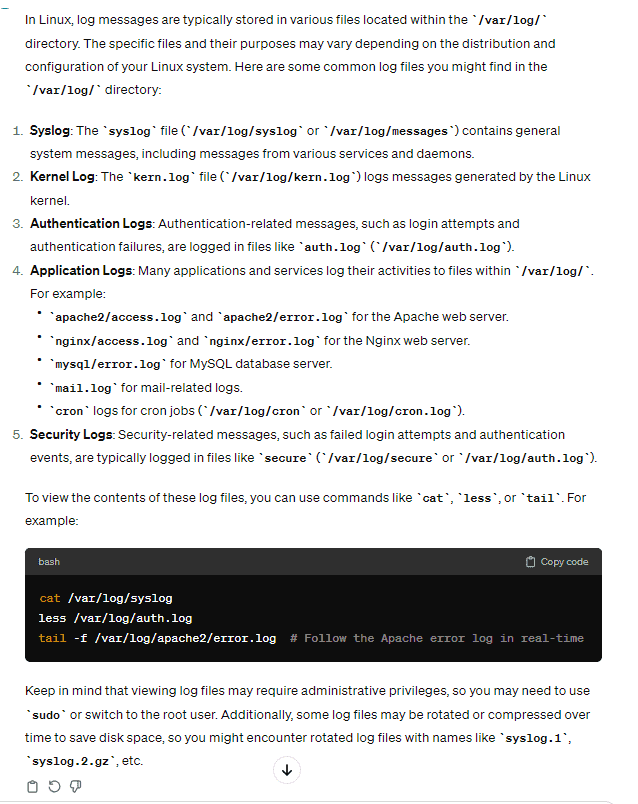 In Linux, log messages are typically stored in various files located within the `/var/log/`
directory. The specific files and their purposes may vary depending on the distribution and
configuration of your Linux system. Here are some common log files you might find in the
`/var/log/` directory:
1. Syslog: The `syslog` file (`/var/log/syslog` or `/var/log/messages`) contains general
system messages, including messages from various services and daemons.
2. Kernel Log: The `kern.log` file (`/var/log/kern.log`) logs messages generated by the Linux
kernel.
3. Authentication Logs: Authentication-related messages, such as login attempts and
authentication failures, are logged in files like `auth.log` (`/var/log/auth.log`).
4. Application Logs: Many applications and services log their activities to files within `/var/log/`.
For example:
• `apache2/access.log` and `apache2/error.log` for the Apache web server.
• `nginx/access.log` and `nginx/error.log` for the Nginx web server.
• `mysql/error.log` for MySQL database server.
• `mail.log` for mail-related logs.
• `cron` logs for cron jobs (`/var/log/cron` or `/var/log/cron.log`).
5. Security Logs: Security-related messages, such as failed login attempts and authentication
events, are typically logged in files like `secure` (`/var/log/secure` or `/var/log/auth.log`).
To view the contents of these log files, you can use commands like `cat`, `less`, or `tail`. For
example:
bash Copy code
cat /var/log/syslog
less /var/log/auth.log
tail -f /var/log/apache2/error.log # Follow the Apache error log in real-time
Keep in mind that viewing log files may require administrative privileges, so you may need to use
`sudo` or switch to the root user. Additionally, some log files may be rotated or compressed over
time to save disk space, so you might encounter rotated log files with names like `syslog.1`,
`syslog.2.gz`, etc.